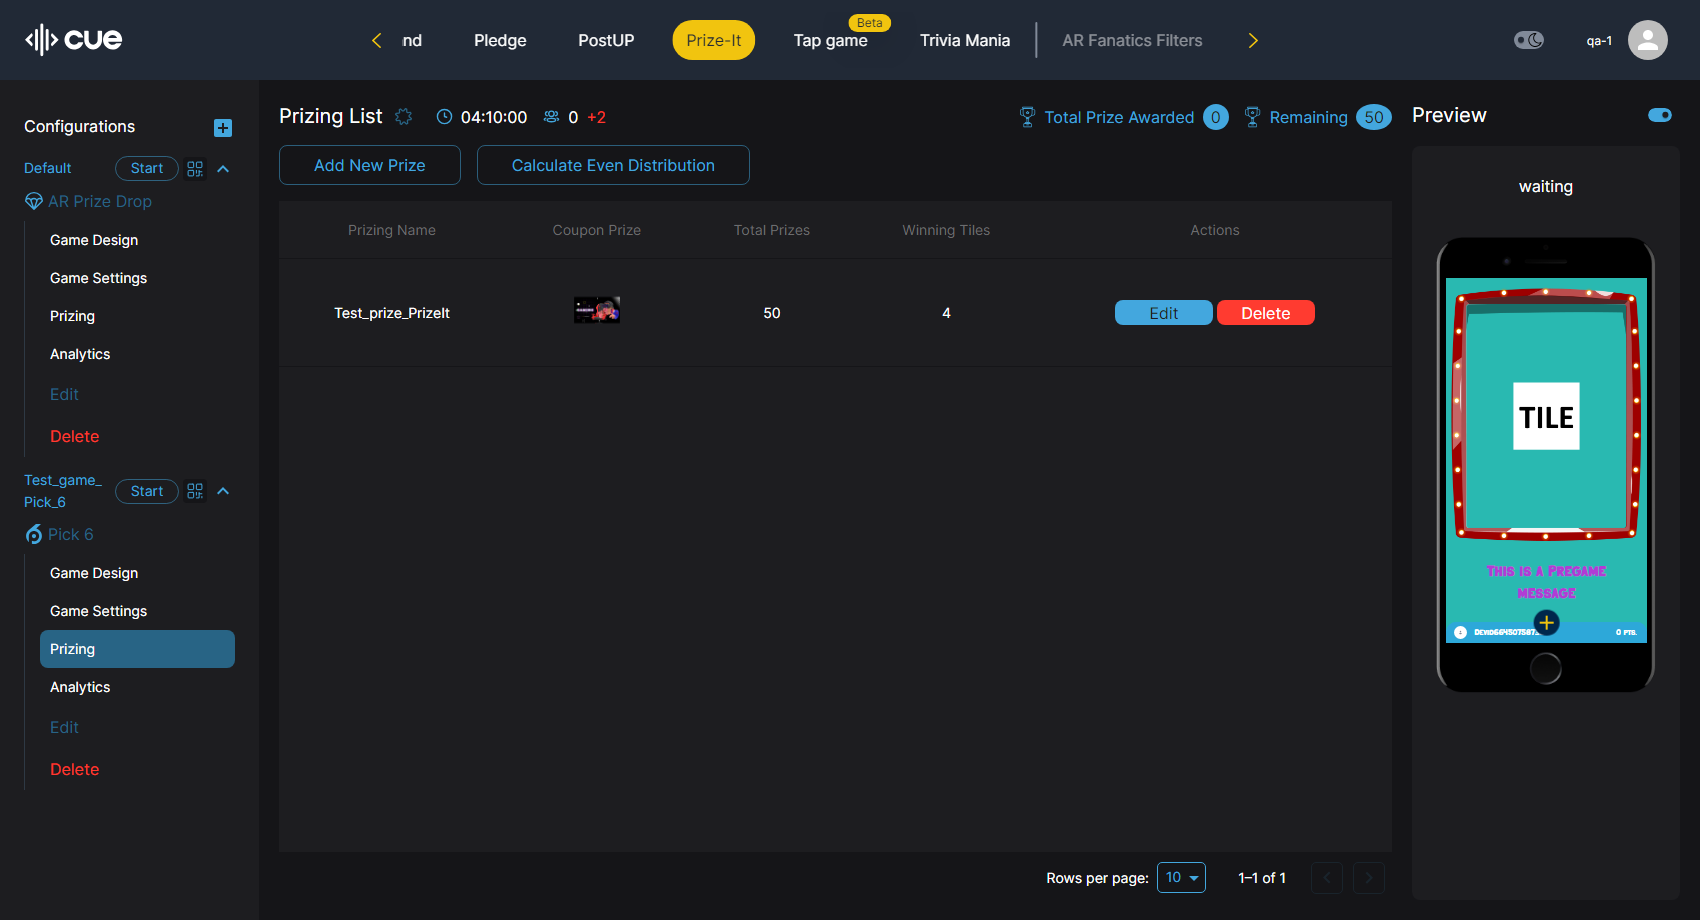 cue
nd
Pledge
PostUP
Prize-It
Beta
Tap game
Trivia Mania
AR Fanatics Filters
qa-1
Configurations
Default
Start
AR Prize Drop
Game Design
Game Settings
Prizing
Analytics
Edit
Delete
Test_game_
Pick_6
Start
Pick 6
Game Design
Game Settings
Prizing
Analytics
Edit
Delete
Prizing List
04:10:00
0 +2
Total Prize Awarded 0
Remaining 50
Add New Prize
Calculate Even Distribution
Prizing Name
Coupon Prize
Total Prizes
Winning Tiles
Actions
Test_prize_PrizeIt
50
4
Edit
Delete
Rows per page: 10
1–1 of 1
Preview
waiting
TILE
This is a Pregame
message
0 pts.